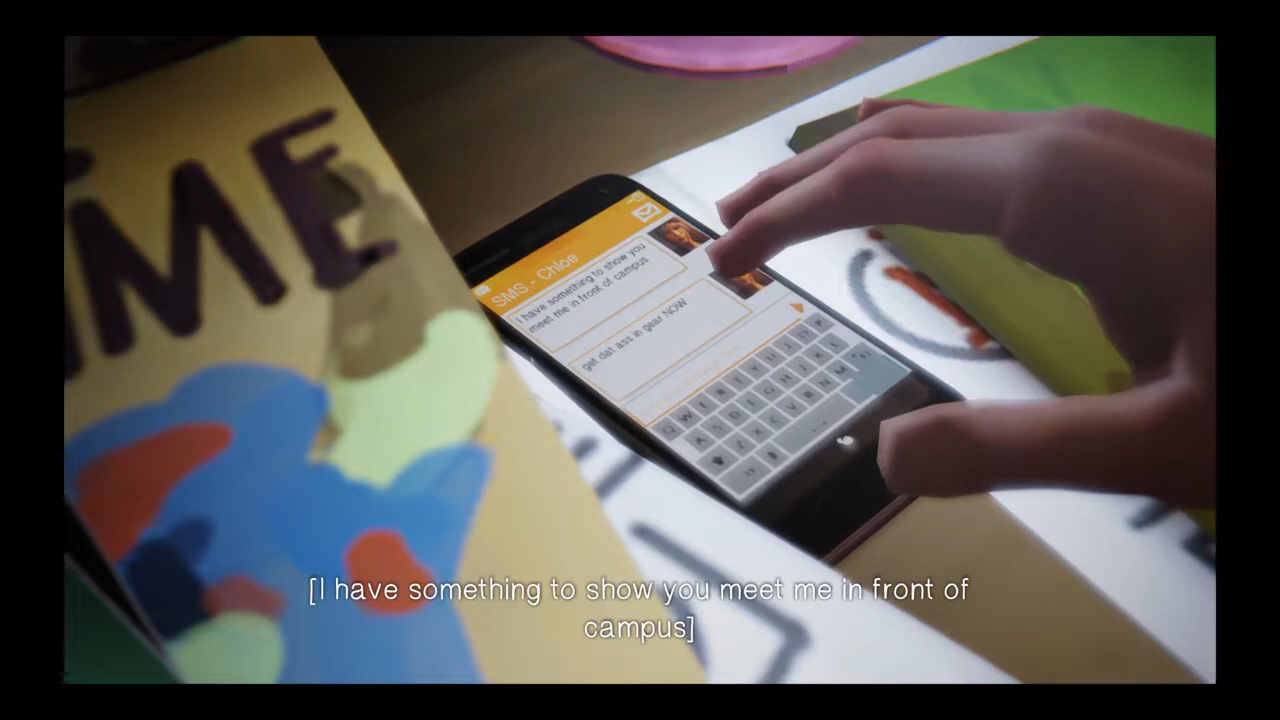 IME
SMS - Chloe
I have something to show you
meet me in front of campus
get dat ass in gear NOW
W E R T Y U I O P
A S D F G H J K L
Z X C V B N M
[I have something to show you meet me in front of
campus]